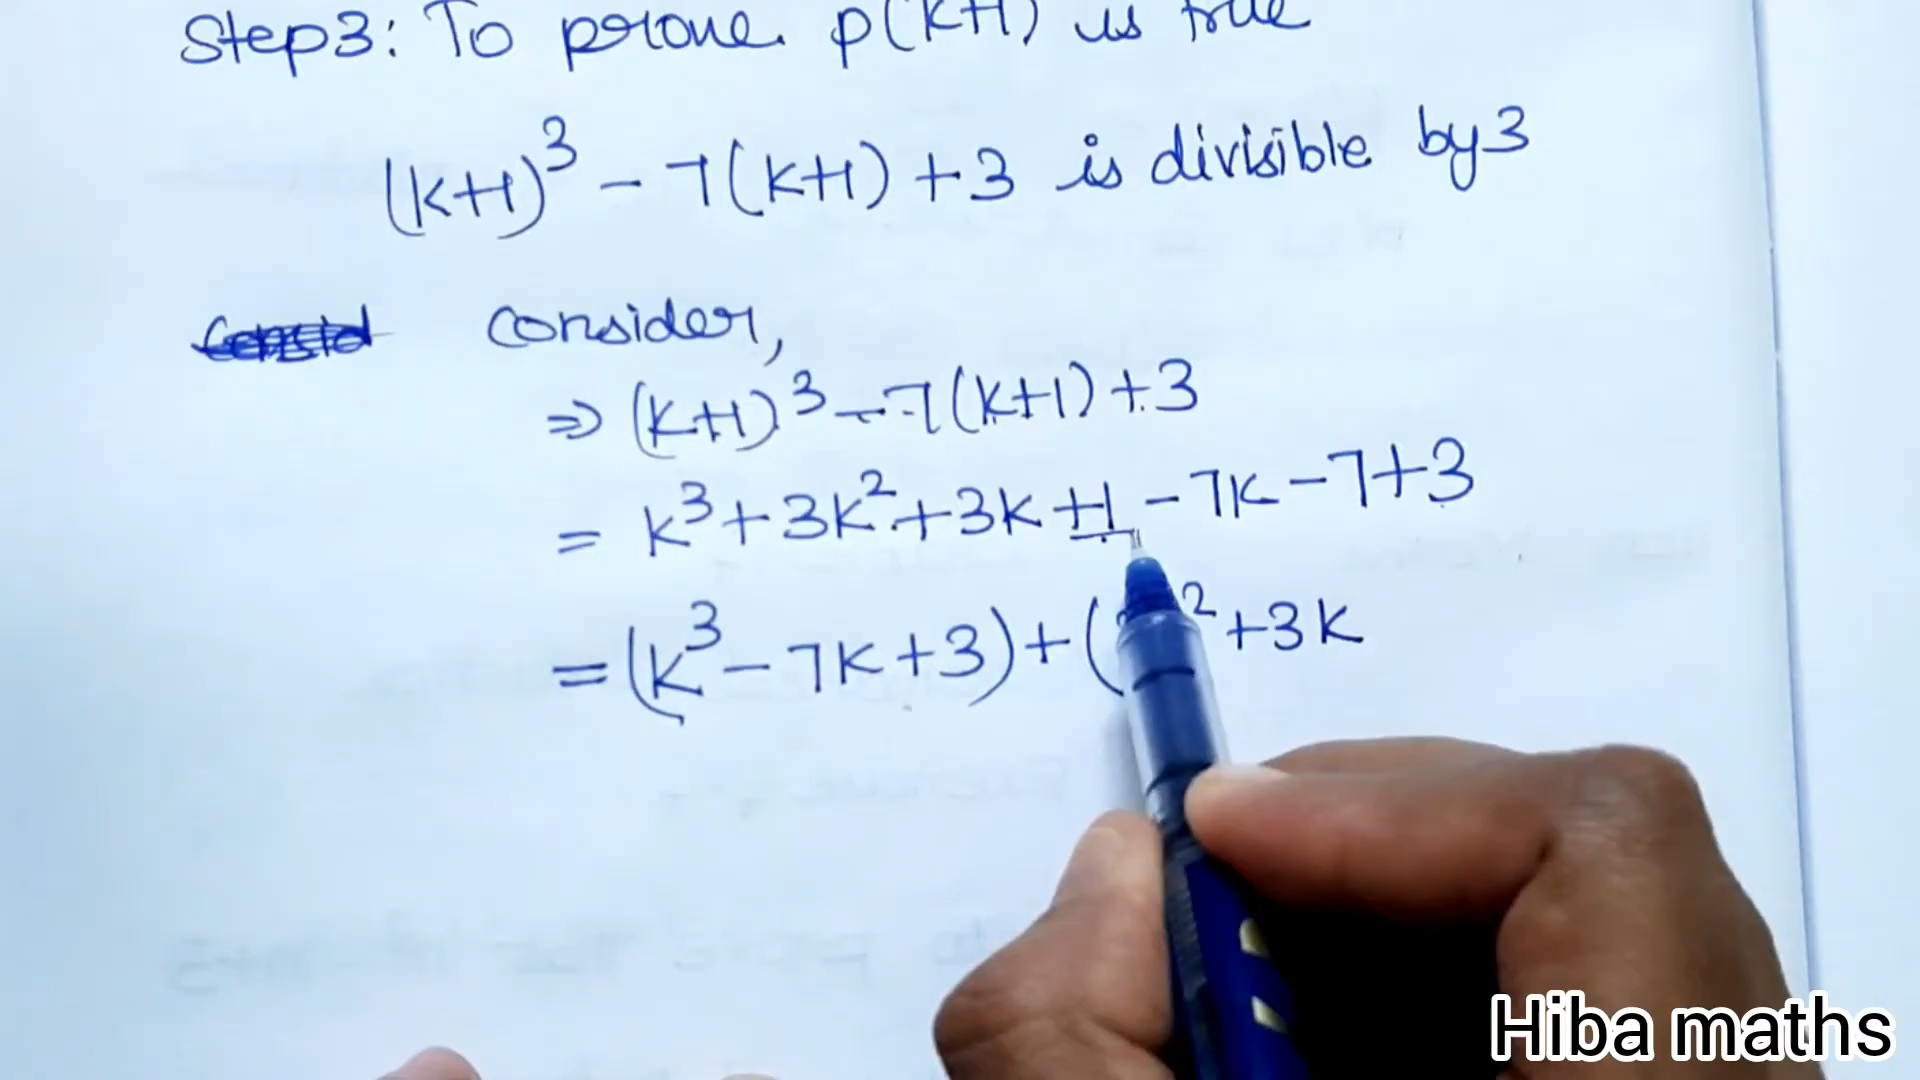 Step3: To prove p(k+1) is true
(k+1)³ - 7(k+1) +3 is divisible by 3
consider,
⇒ (k+1)³ - 7(k+1) +3
= k³ + 3k² + 3k +1 - 7k - 7+3
= (k³ - 7k +3) + ( ² +3k
Hiba maths